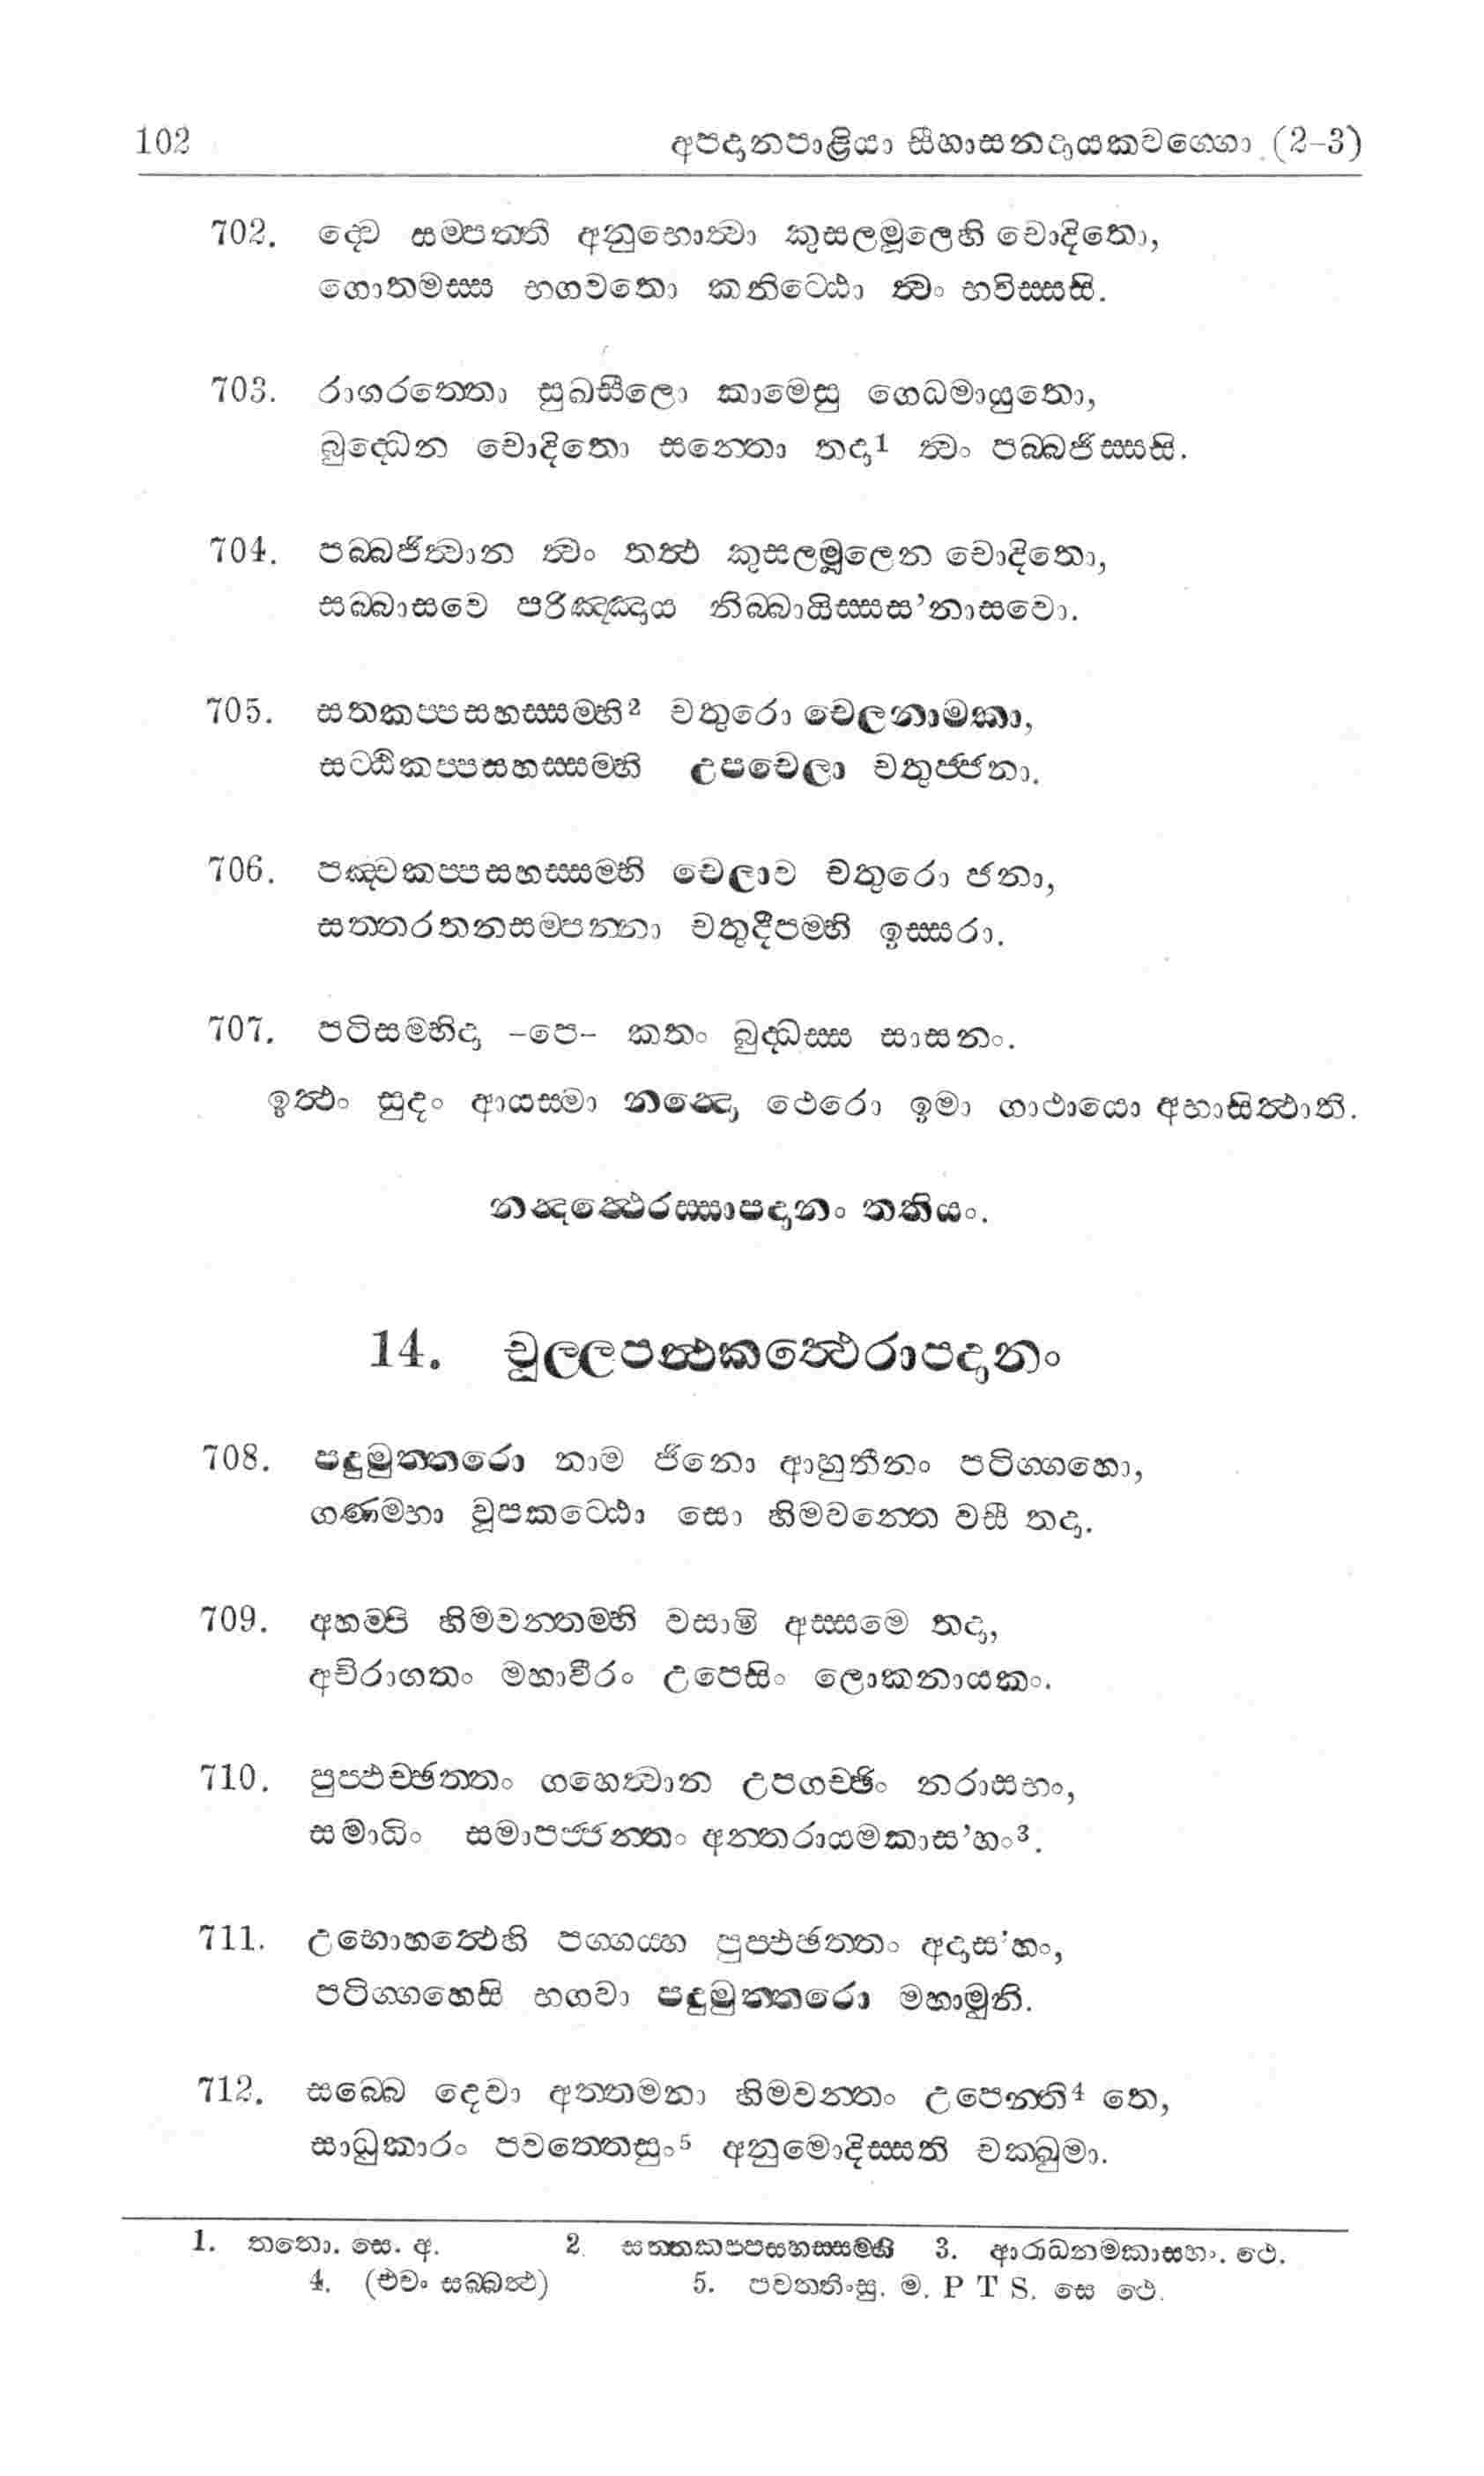 102 අපදානපාළියා සීහාසනදායකවග්ගො (2-3)
702. ද්වෙ සම්පත්ති අනුභොත්වා කුසලමූලෙහි චොදිතො,
ගොතමස්ස භගවතො කනිට්ඨො ත්වං භවිස්සසි.
703. රාගරත්තො සුඛසීලො කාමෙසු ගෙධමායුතො,
බුද්ධෙන චොදිතො සන්තො තදා1 ත්වං පබ්බජිස්සසි.
704. පබ්බජිත්වාන ත්වං තත්ථ කුසලමූලෙන චොදිතො,
සබ්බාසවෙ පරිඤ්ඤාය නිබ්බායිස්සස’නාසවො.
705. සතකප්පසහස්සම්හි2 චතුරො චෙලනාමකා,
සට්ඨිකප්පසහස්සම්හි උපචෙලා චතුජ්ජනා.
706. පඤ්චකප්පසහස්සම්හි චෙලාව චතුරො ජනා,
සත්තරතනසම්පන්නා චතුදීපම්හි ඉස්සරා.
707. පටිසම්භිදා -පෙ- කතං බුද්ධස්ස සාසනං.
ඉත්ථං සුදං ආයස්මා නන්දො ථෙරො ඉමා ගාථායො අභාසිත්ථාති.
නන්දත්ථෙරස්සාපදානං තතියං.
14. චූල්ලපන්ථකත්ථෙරාපදානං
708. පදුමුත්තරො නාම ජිනො ආහුතීනං පටිග්ගහො,
ගණම්හා වූපකට්ඨො සො හිමවන්තෙ වසී තදා.
709. අහම්පි හිමවන්තම්හි වසාමි අස්සමෙ තදා,
අචිරාගතං මහාවීරං උපෙසිං ලොකනායකං.
710. පුප්ඵච්ඡත්තං ගහෙත්වාන උපගච්ඡිං නරාසභං,
සමාධිං සමාපජ්ජන්තං අන්තරායමකාස’හං3.
711. උභොහත්ථෙහි පග්ගය්හ පුප්ඵඡත්තං අදාස’හං,
පටිග්ගහෙසි භගවා පදුමුත්තරො මහාමුනි.
712. සබ්බෙ දෙවා අත්තමනා හිමවන්තං උපෙන්ති4 තෙ,
සාධුකාරං පවත්තෙසුං5 අනුමොදිස්සති චක්ඛුමා.
1. තතො. සෙ. අ. 2. සත්තකප්පසහස්සම්හි 3. ආරාධනමකාසහං. ථෙ.
4. (එවං සබ්බත්ථ) 5. පවත්තිංසු. ම. P T S. සෙ ථෙ.